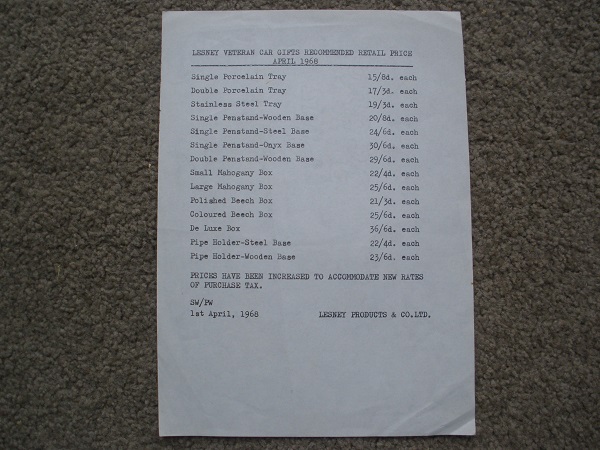 LESNEY VETERAN CAR GIFTS RECOMMENDED RETAIL PRICE
APRIL 1968
Single Porcelain Tray 15/8d. each
Double Porcelain Tray 17/3d. each
Stainless Steel Tray 19/3d. each
Single Penstand-Wooden Base 20/8d. each
Single Penstand-Steel Base 24/6d. each
Single Penstand-Onyx Base 30/6d. each
Double Penstand-Wooden Base 29/6d. each
Small Mahogany Box 22/4d. each
Large Mahogany Box 25/6d. each
Polished Beech Box 21/3d. each
Coloured Beech Box 25/6d. each
De Luxe Box 36/6d. each
Pipe Holder-Steel Base 22/4d. each
Pipe Holder-Wooden Base 23/6d. each
PRICES HAVE BEEN INCREASED TO ACCOMMODATE NEW RATES
OF PURCHASE TAX.
SW/PW
1st April, 1968 LESNEY PRODUCTS & CO.LTD.